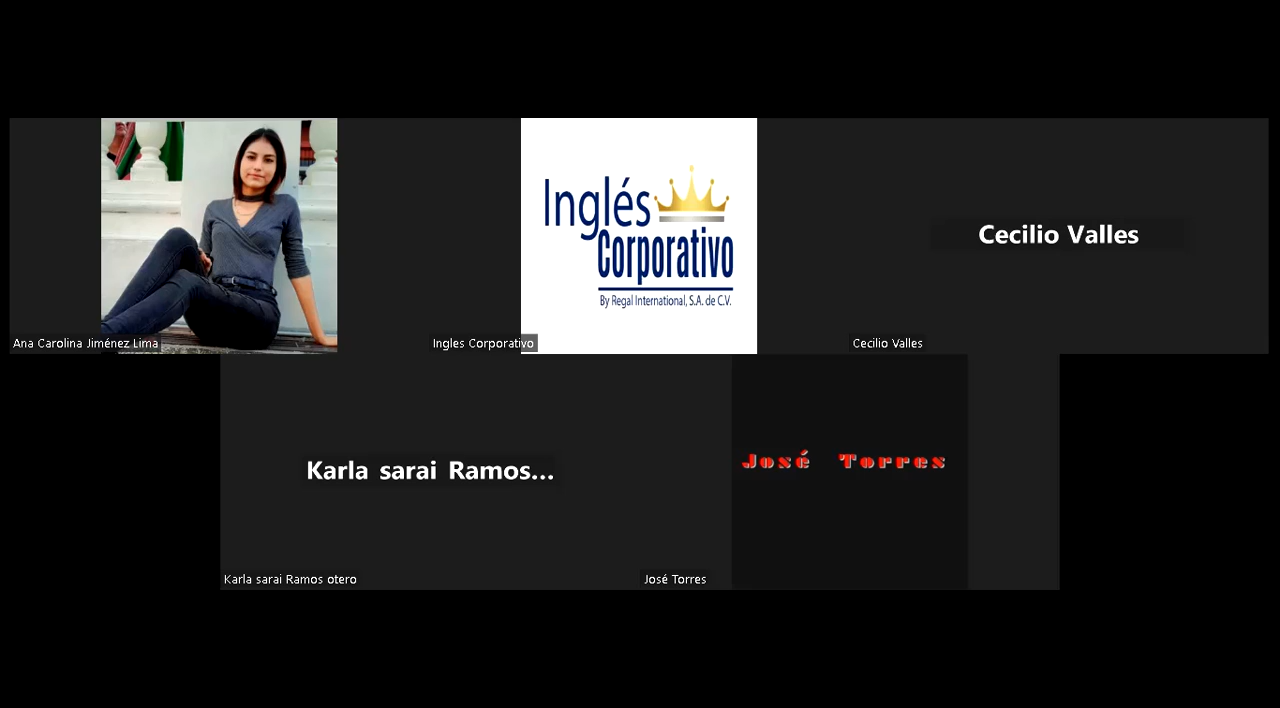 Inglés
Corporativo
By Regal International, S.A. de C.V.
Cecilio Valles
Ana Carolina Jiménez Lima
Ingles Corporativo
Cecilio Valles
Karla sarai Ramos...
José Torres
Karla sarai Ramos otero
José Torres